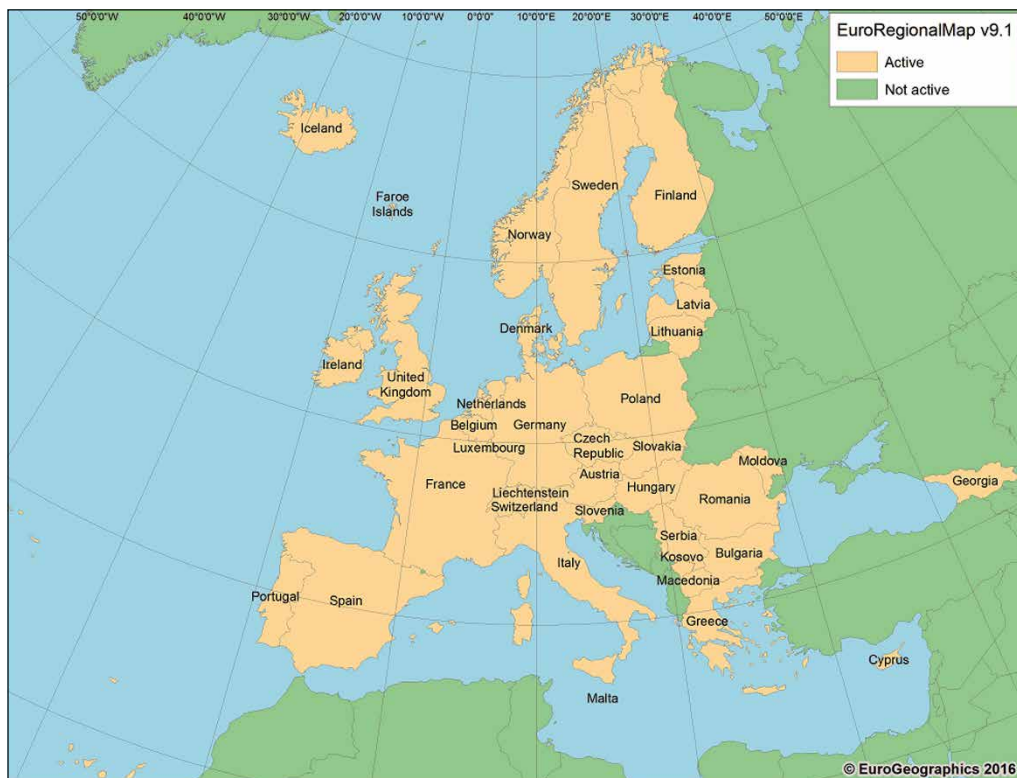 50°0'0"W 40°0'0"W 30°0'0"W 20°0'0"W 10°0'0"W 0°0'0" 10°0'0"E 20°0'0"E 30°0'0"E 40°0'0"E 50°0'0"E
EuroRegionalMap v9.1
Active
Not active
Iceland
Faroe
Islands
Sweden
Finland
Norway
Estonia
Latvia
Denmark
Lithuania
Ireland
United
Kingdom
Netherlands
Poland
Belgium
Germany
Czech
Republic
Slovakia
Luxembourg
Moldova
Austria
Georgia
France
Hungary
Liechtenstein
Switzerland
Romania
Slovenia
Serbia
Kosovo
Bulgaria
Italy
Macedonia
Portugal
Spain
Greece
Cyprus
Malta
© EuroGeographics 2016